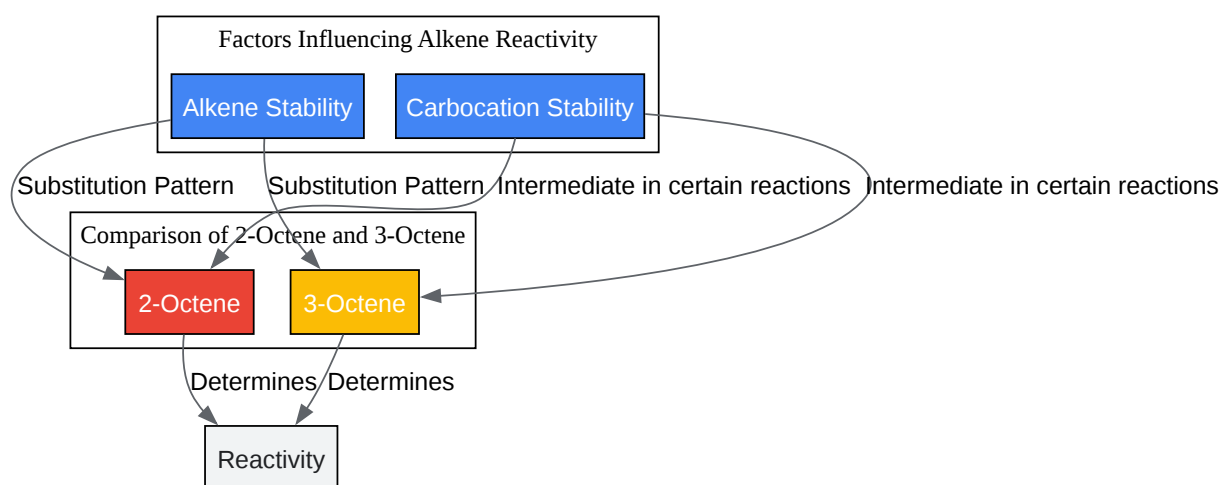 Factors Influencing Alkene Reactivity
Alkene Stability
Carbocation Stability
Substitution Pattern
Substitution Pattern
Intermediate in certain reactions
Intermediate in certain reactions
Comparison of 2-Octene and 3-Octene
2-Octene
3-Octene
Determines
Determines
Reactivity